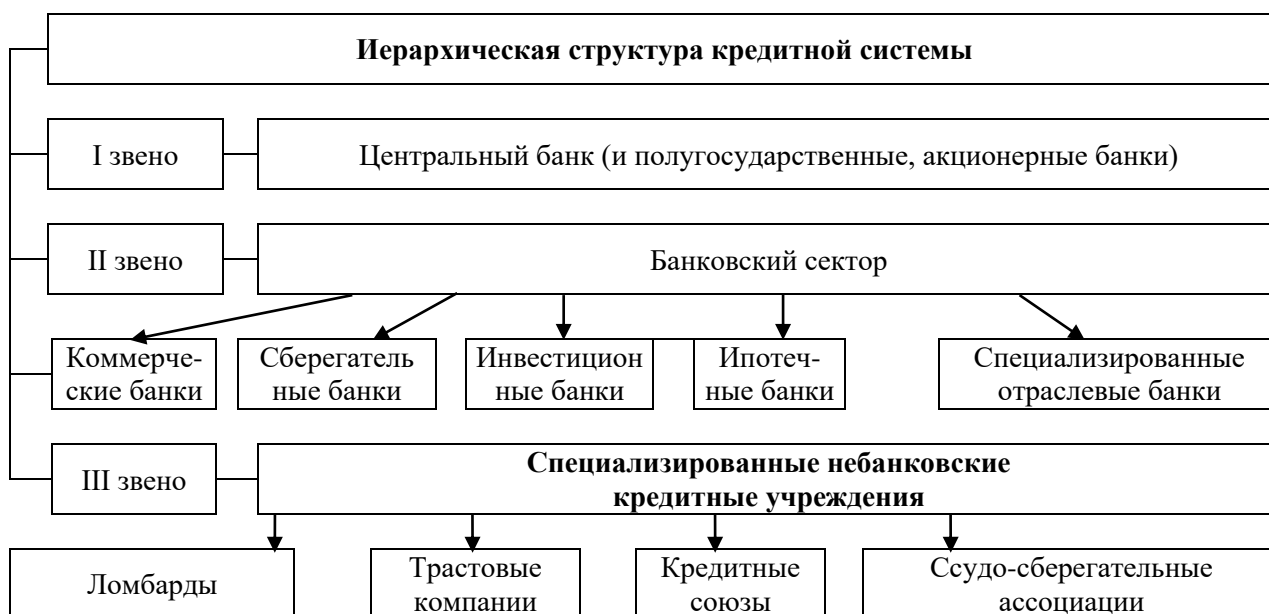 Иерархическая структура кредитной системы
I звено
Центральный банк (и полугосударственные, акционерные банки)
II звено
Банковский сектор
Коммерче-
ские банки
Сберегатель
ные банки
Инвестицион
ные банки
Ипотеч-
ные банки
Специализированные
отраслевые банки
III звено
Специализированные небанковские
кредитные учреждения
Ломбарды
Трастовые
компании
Кредитные
союзы
Ссудо-сберегательные
ассоциации